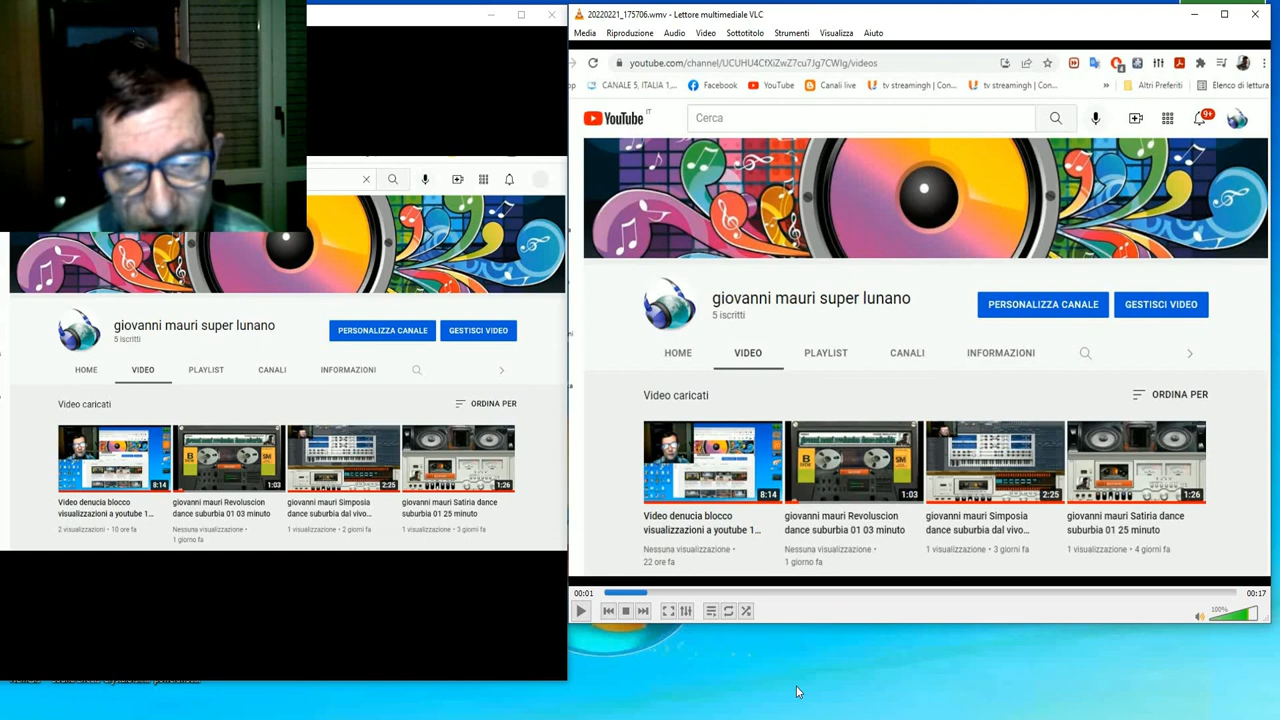 giovanni mauri super lunano
5 iscritti
PERSONALIZZA CANALE
GESTISCI VIDEO
HOME
VIDEO
PLAYLIST
CANALI
INFORMAZIONI
Video caricati
ORDINA PER
8:14
1:03
2:25
1:26
Video denucia blocco
visualizzazioni a youtube 1...
2 visualizzazioni • 10 ore fa
giovanni mauri Revoluscion
dance suburbia 01 03 minuto
Nessuna visualizzazione •
1 giorno fa
giovanni mauri Simposia
dance suburbia dal vivo...
1 visualizzazione • 2 giorni fa
giovanni mauri Satiria dance
suburbia 01 25 minuto
1 visualizzazione • 3 giorni fa
20220221_175706.wmv - Lettore multimediale VLC
Media Riproduzione Audio Video Sottotitolo Strumenti Visualizza Aiuto
CANALE 5, ITALIA 1,... Facebook YouTube Canali live tv streamingh | Con... tv streamingh | Con... » Altri Preferiti Elenco di lettura
YouTube IT
Cerca
9+
giovanni mauri super lunano
5 iscritti
PERSONALIZZA CANALE
GESTISCI VIDEO
HOME
VIDEO
PLAYLIST
CANALI
INFORMAZIONI
Video caricati
ORDINA PER
8:14
1:03
2:25
1:26
Video denucia blocco
visualizzazioni a youtube 1...
Nessuna visualizzazione •
22 ore fa
giovanni mauri Revoluscion
dance suburbia 01 03 minuto
Nessuna visualizzazione •
1 giorno fa
giovanni mauri Simposia
dance suburbia dal vivo...
1 visualizzazione • 3 giorni fa
giovanni mauri Satiria dance
suburbia 01 25 minuto
1 visualizzazione • 4 giorni fa
00:01
00:17
100%